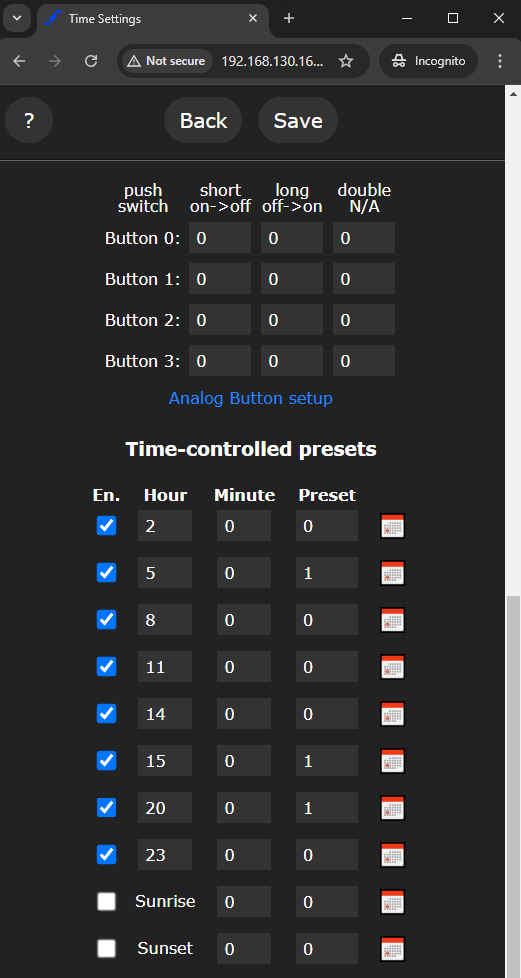 Time Settings
Not secure 192.168.130.16... Incognito
? Back Save
push short long double
switch on->off off->on N/A
Button 0: 0 0 0
Button 1: 0 0 0
Button 2: 0 0 0
Button 3: 0 0 0
Analog Button setup
Time-controlled presets
En. Hour Minute Preset
2 0 0
5 0 1
8 0 0
11 0 0
14 0 0
15 0 1
20 0 1
23 0 0
Sunrise 0 0
Sunset 0 0